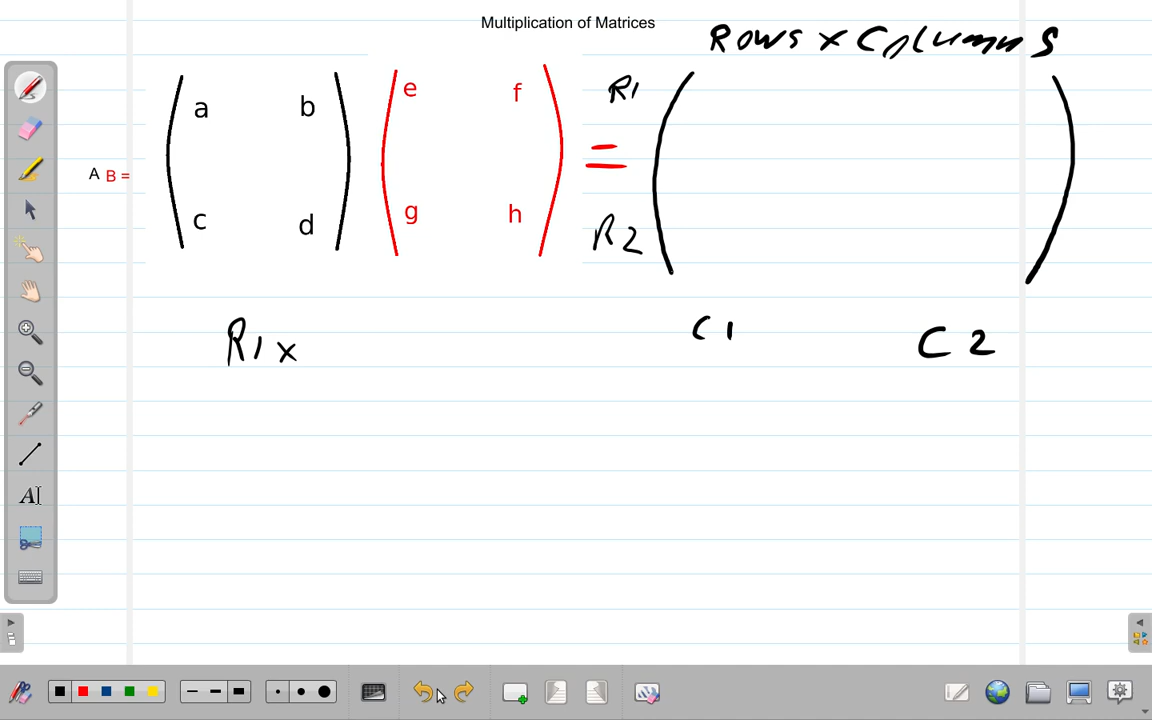 Multiplication of Matrices
Rows x Columns
a b e f R1
A B = =
c d g h R2
R1 x C1 C2